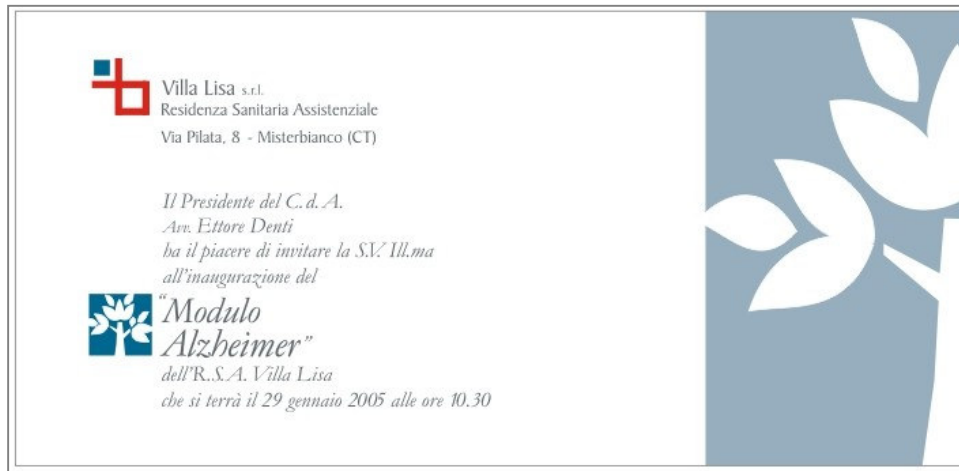 Villa Lisa s.r.l.
Residenza Sanitaria Assistenziale
Via Pilata, 8 - Misterbianco (CT)
Il Presidente del C.d.A.
Avv. Ettore Denti
ha il piacere di invitare la S.V. Ill.ma
all'inaugurazione del
"Modulo
Alzheimer"
dell'R.S.A. Villa Lisa
che si terrà il 29 gennaio 2005 alle ore 10.30